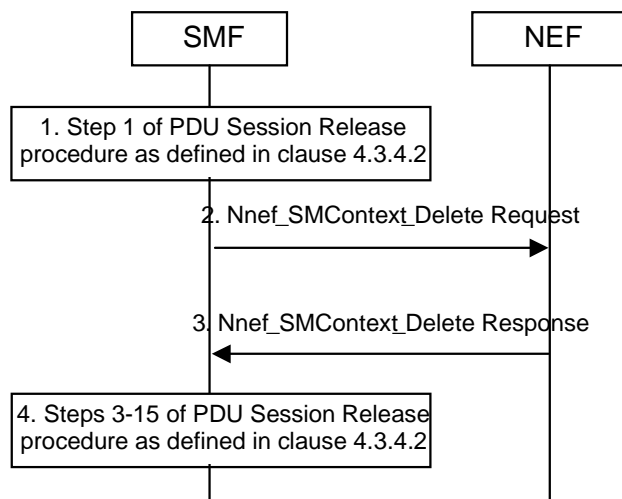 SMF
NEF
1. Step 1 of PDU Session Release
procedure as defined in clause 4.3.4.2
2. Nnef_SMContext_Delete Request
3. Nnef_SMContext_Delete Response
4. Steps 3-15 of PDU Session Release
procedure as defined in clause 4.3.4.2